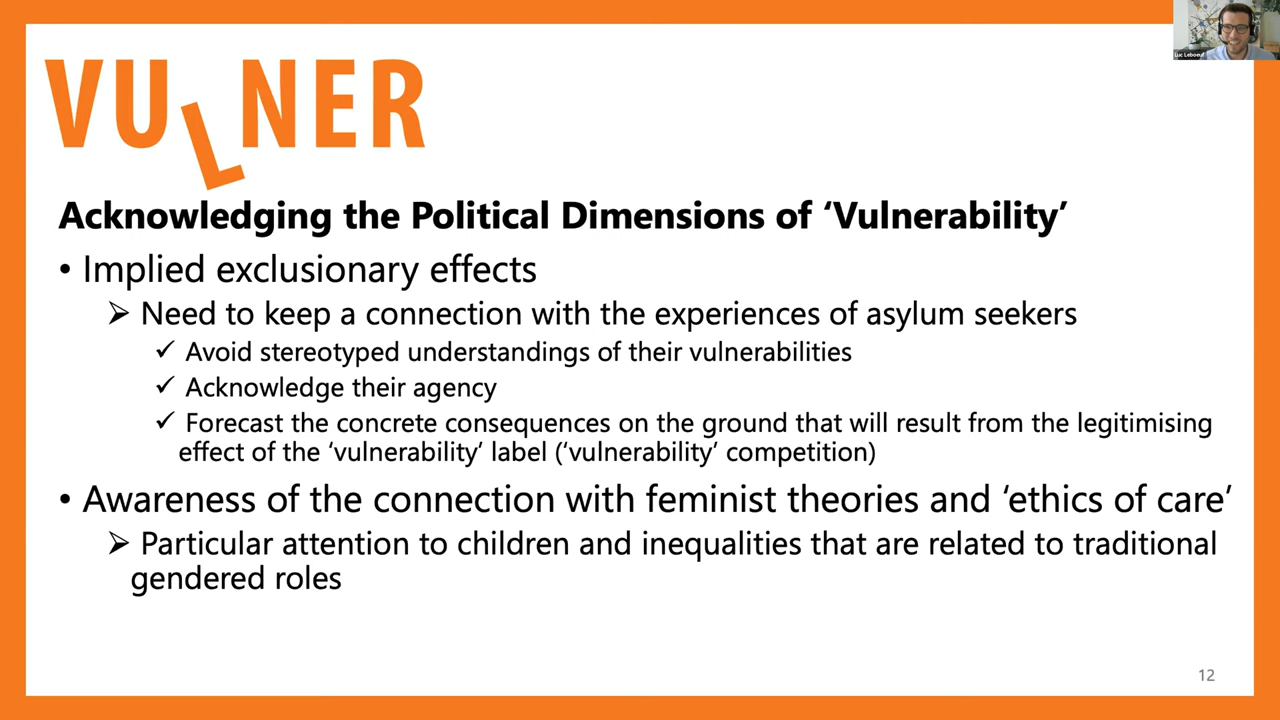 Luc Leboeuf
VULNER
Acknowledging the Political Dimensions of ‘Vulnerability’
• Implied exclusionary effects
➢ Need to keep a connection with the experiences of asylum seekers
✓ Avoid stereotyped understandings of their vulnerabilities
✓ Acknowledge their agency
✓ Forecast the concrete consequences on the ground that will result from the legitimising
effect of the ‘vulnerability’ label (‘vulnerability’ competition)
• Awareness of the connection with feminist theories and ‘ethics of care’
➢ Particular attention to children and inequalities that are related to traditional
gendered roles
12